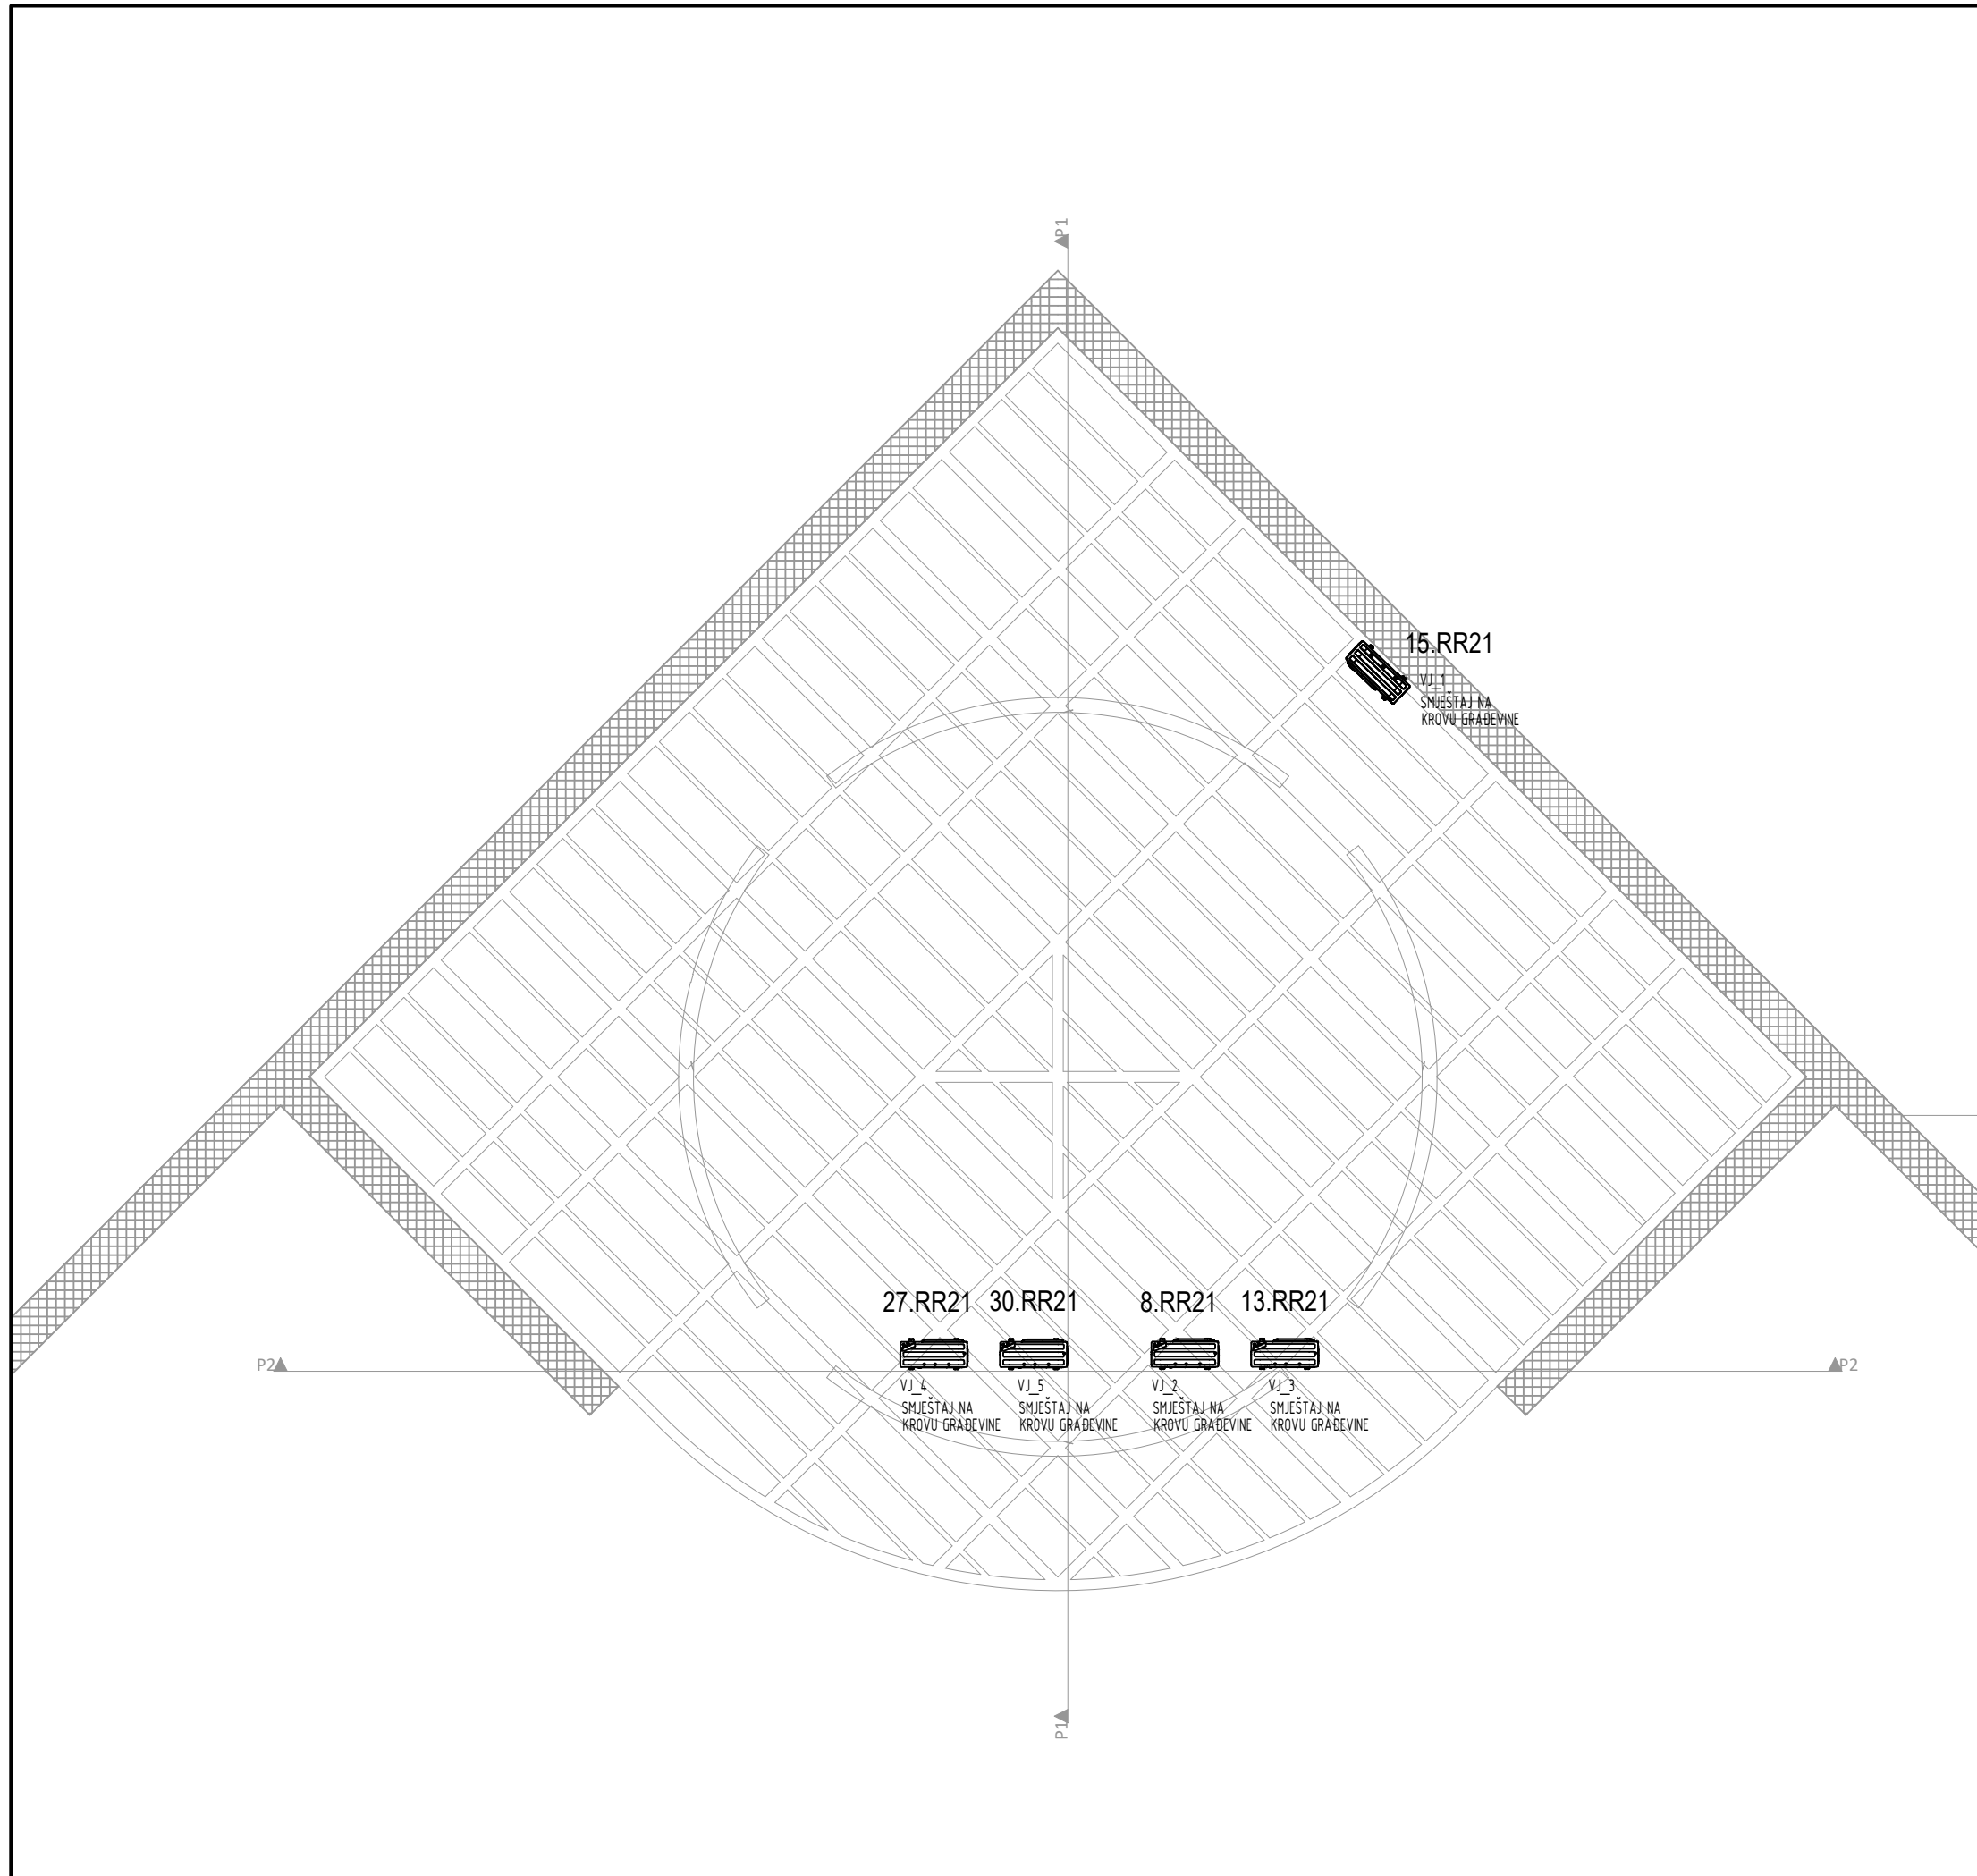 P1
15.RR21
VJ_1
SMJEŠTAJ NA
KROVU GRAĐEVINE
27.RR21
30.RR21
8.RR21
13.RR21
P2
P2
VJ_4
SMJEŠTAJ NA
KROVU GRAĐEVINE
VJ_5
SMJEŠTAJ NA
KROVU GRAĐEVINE
VJ_2
SMJEŠTAJ NA
KROVU GRAĐEVINE
VJ_3
SMJEŠTAJ NA
KROVU GRAĐEVINE
P1